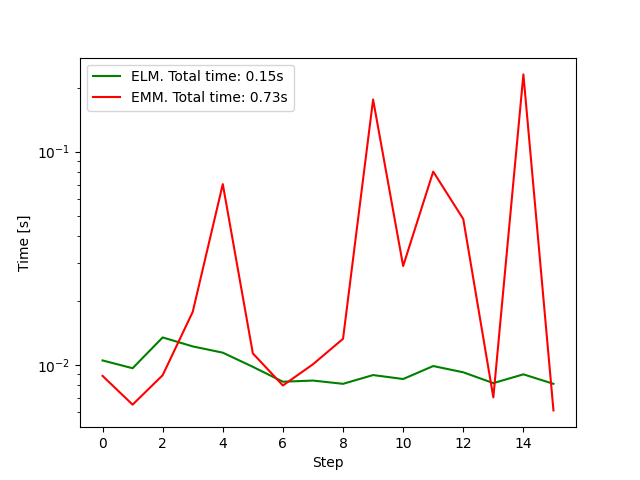 ELM. Total time: 0.15s
EMM. Total time: 0.73s
10⁻¹
10⁻²
Time [s]
0 2 4 6 8 10 12 14
Step